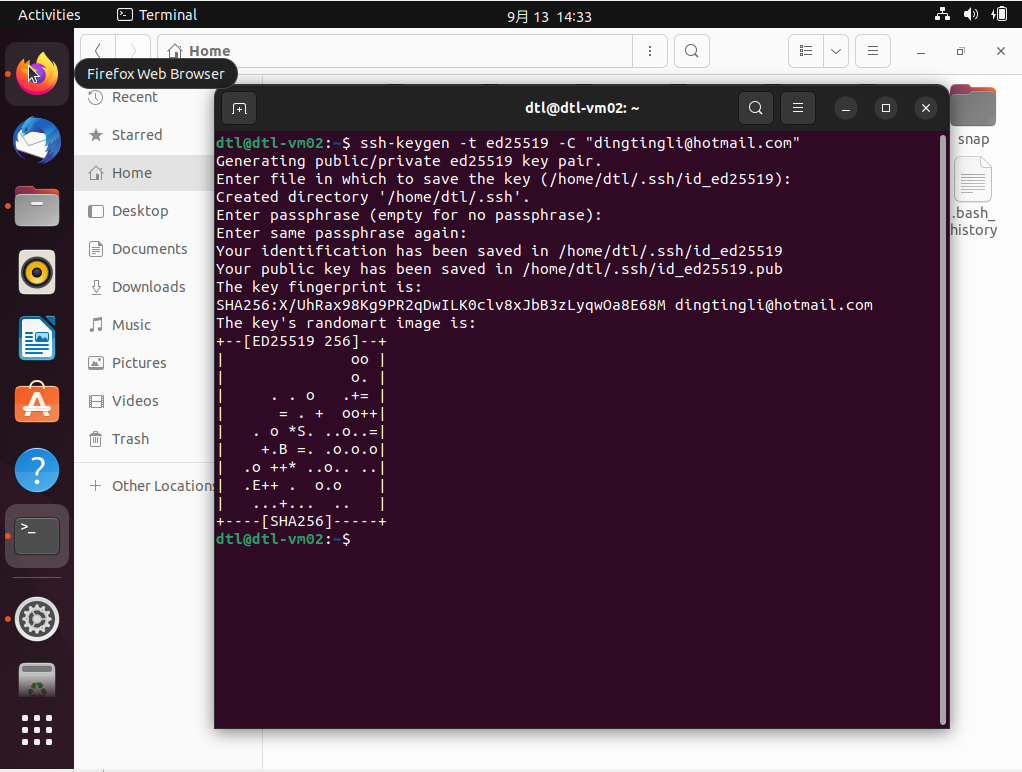 Activities
Terminal
9月 13 14:33
Home
Firefox Web Browser
Recent
Starred
Home
Desktop
Documents
Downloads
Music
Pictures
Videos
Trash
Other Locations
snap
.bash_
history
dtl@dtl-vm02: ~
dtl@dtl-vm02:~$ ssh-keygen -t ed25519 -C "dingtingli@hotmail.com"
Generating public/private ed25519 key pair.
Enter file in which to save the key (/home/dtl/.ssh/id_ed25519):
Created directory '/home/dtl/.ssh'.
Enter passphrase (empty for no passphrase):
Enter same passphrase again:
Your identification has been saved in /home/dtl/.ssh/id_ed25519
Your public key has been saved in /home/dtl/.ssh/id_ed25519.pub
The key fingerprint is:
SHA256:X/UhRax98Kg9PR2qDwILK0clv8xJbB3zLyqwOa8E68M dingtingli@hotmail.com
The key's randomart image is:
+--[ED25519 256]--+
|              oo |
|              o. |
|     . . o   .+= |
|      = . +  oo++|
|   . o *S. ..o..=|
|    +.B =. .o.o.o|
|  .o ++* ..o.. ..|
|  .E++ .  o.o    |
|   ...+...  ..   |
+----[SHA256]-----+
dtl@dtl-vm02:~$